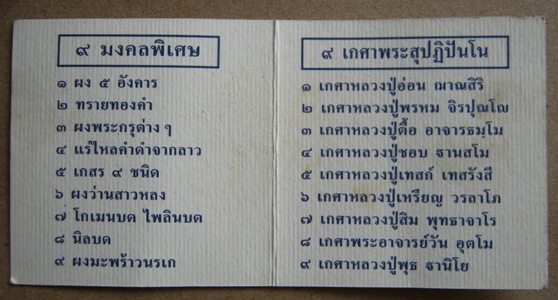 ๙ มงคลพิเศษ
๑ ผง ๕ อังคาร
๒ ทรายทองคำ
๓ ผงพระกรุต่าง ๆ
๔ แร่ไหลดำดำจากลาว
๕ เกสร ๙ ชนิด
๖ ผงว่านสาวหลง
๗ โกเมนบด ไพลินบด
๘ นิลบด
๙ ผงมะพร้าวนรเก
๙ เกศาพระสุปฏิปันโน
๑ เกศาหลวงปู่อ่อน ญาณสิริ
๒ เกศาหลวงปู่พรหม จิรปุณฺโญ
๓ เกศาหลวงปู่ตื้อ อาจารธมฺโม
๔ เกศาหลวงปู่ชอบ ฐานสโม
๕ เกศาหลวงปู่เทสก์ เทสรังสี
๖ เกศาหลวงปู่เหรียญ วรลาโภ
๗ เกศาหลวงปู่สิม พุทธาจาโร
๘ เกศาพระอาจารย์วัน อุตโม
๙ เกศาหลวงปู่พุธ ฐานิโย